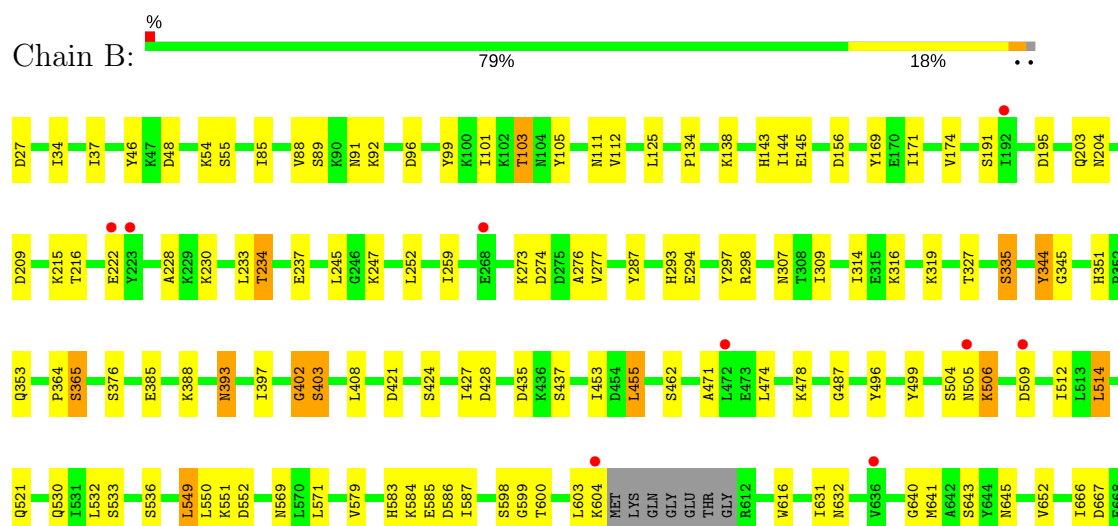 %
Chain B:
79% 18% • •
D27 I34 I37 Y46 K47 D48 K54 S55 I85 V88 S89 K90 N91 K92 D96 Y99 K100 I101 K102 T103 N104 Y105 N111 V112 L125 P134 K138 H143 I144 E145 D156 Y169 E170 I171 V174 S191 I192 D195 Q203 N204
D209 K215 T216 E222 Y223 A228 K229 K230 L233 T234 E237 L245 G246 K247 L252 I259 E268 K273 D274 D275 A276 V277 Y287 H293 E294 Y297 R298 N307 T308 I309 I314 E315 K316 K319 T327 S335 Y344 G345 H351
Q353 P364 S365 S376 E385 K388 N393 I397 G402 S403 L408 D421 S424 I427 D428 D435 K436 S437 I453 D454 L455 S462 A471 L472 E473 L474 K478 G487 Y496 Y499 S504 N505 K506 D509 I512 L513 L514
Q521 Q530 I531 L532 S533 S536 L549 L550 K551 D552 N569 L570 L571 V579 H583 K584 E585 D586 I587 S598 G599 T600 L603 K604 MET LYS GLN GLY GLU THR GLY R612 W616 I631 N632 V636 G640 M641 A642 S643 Y644 N645 V652 I666 D667